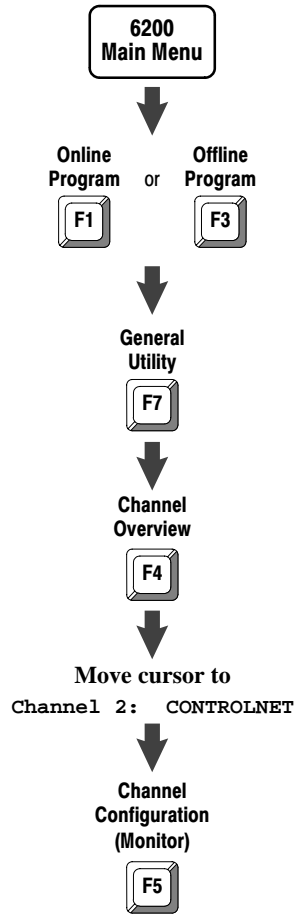 6200
Main Menu
Online Program or Offline Program
F1 F3
General
Utility
F7
Channel
Overview
F4
Move cursor to
Channel 2: CONTROLNET
Channel
Configuration
(Monitor)
F5